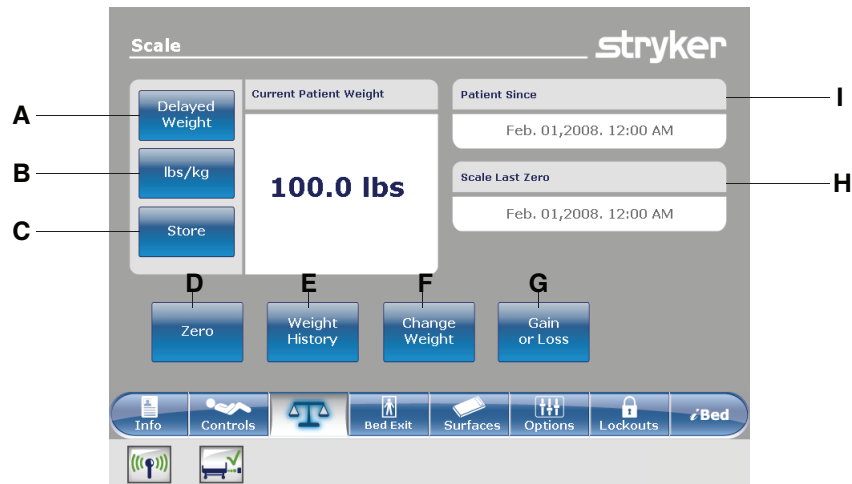 Scale
stryker
A
Delayed
Weight
Current Patient Weight
Patient Since
I
Feb. 01,2008. 12:00 AM
B
lbs/kg
100.0 lbs
Scale Last Zero
H
C
Store
Feb. 01,2008. 12:00 AM
D
E
F
G
Zero
Weight
History
Change
Weight
Gain
or Loss
Info
Controls
Bed Exit
Surfaces
Options
Lockouts
iBed